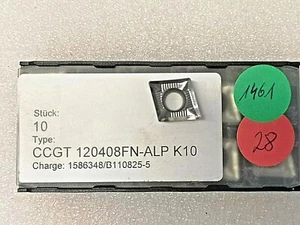 Stück:
10
Type:
CCGT 120408FN-ALP K10
Charge: 1586348/B110825-5
1461
28